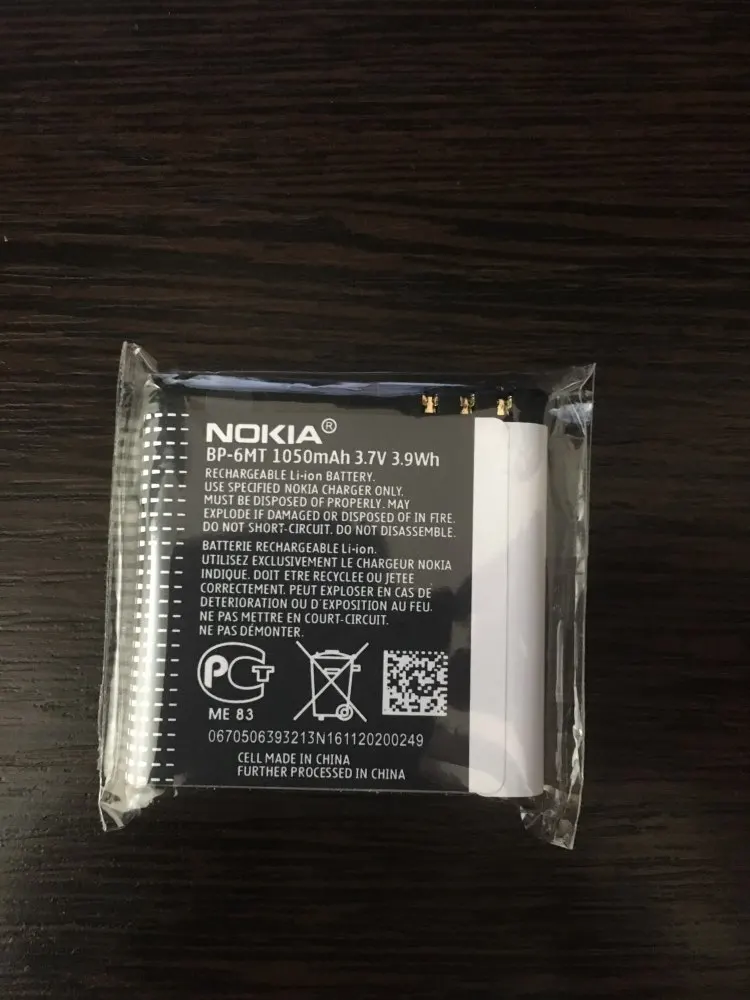 NOKIA®
BP-6MT 1050mAh 3.7V 3.9Wh
RECHARGEABLE Li-ion BATTERY.
USE SPECIFIED NOKIA CHARGER ONLY.
MUST BE DISPOSED OF PROPERLY. MAY
EXPLODE IF DAMAGED OR DISPOSED OF IN FIRE.
DO NOT SHORT-CIRCUIT. DO NOT DISASSEMBLE.
BATTERIE RECHARGEABLE Li-ion.
UTILISEZ EXCLUSIVEMENT LE CHARGEUR NOKIA
INDIQUE. DOIT ETRE RECYCLEE OU JETEE
CORRECTEMENT. PEUT EXPLOSER EN CAS DE
DETERIORATION OU D'EXPOSITION AU FEU.
NE PAS METTRE EN COURT-CIRCUIT.
NE PAS DÉMONTER.
РСТ
ME 83
0670506393213N161120200249
CELL MADE IN CHINA
FURTHER PROCESSED IN CHINA